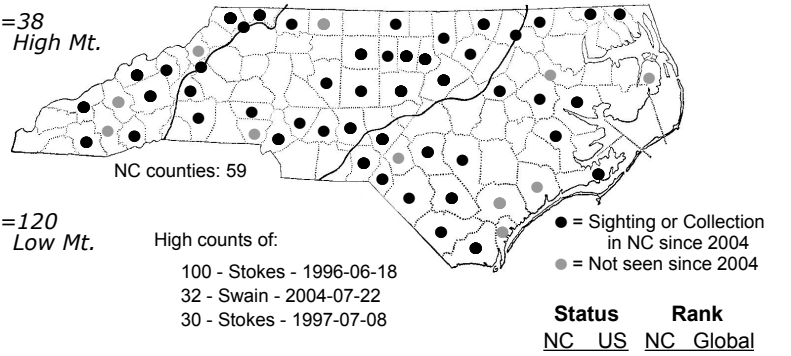 =38
High Mt.
NC counties: 59
=120
Low Mt.
High counts of:
100 - Stokes - 1996-06-18
32 - Swain - 2004-07-22
30 - Stokes - 1997-07-08
= Sighting or Collection
in NC since 2004
= Not seen since 2004
Status Rank
NC US NC Global